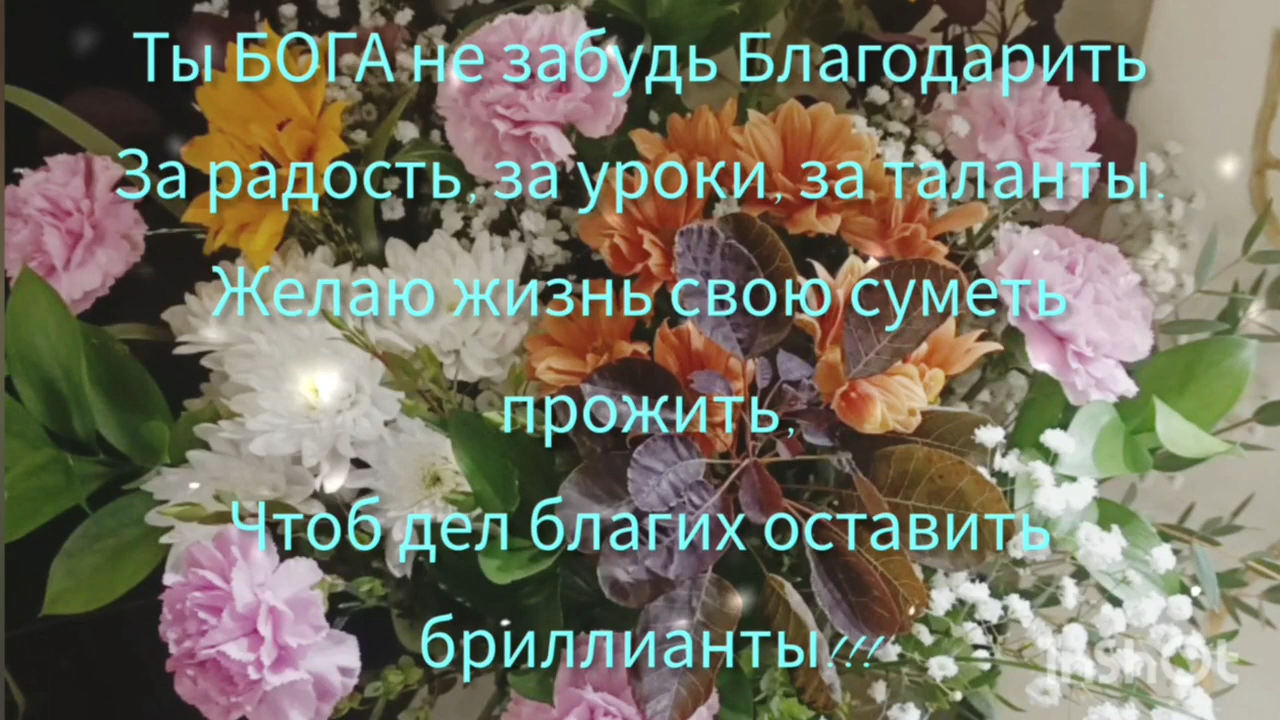 Ты БОГА не забудь Благодарить
За радость, за уроки, за таланты.
Желаю жизнь свою суметь
прожить,
Чтоб дел благих оставить
бриллианты!!!
InShOt